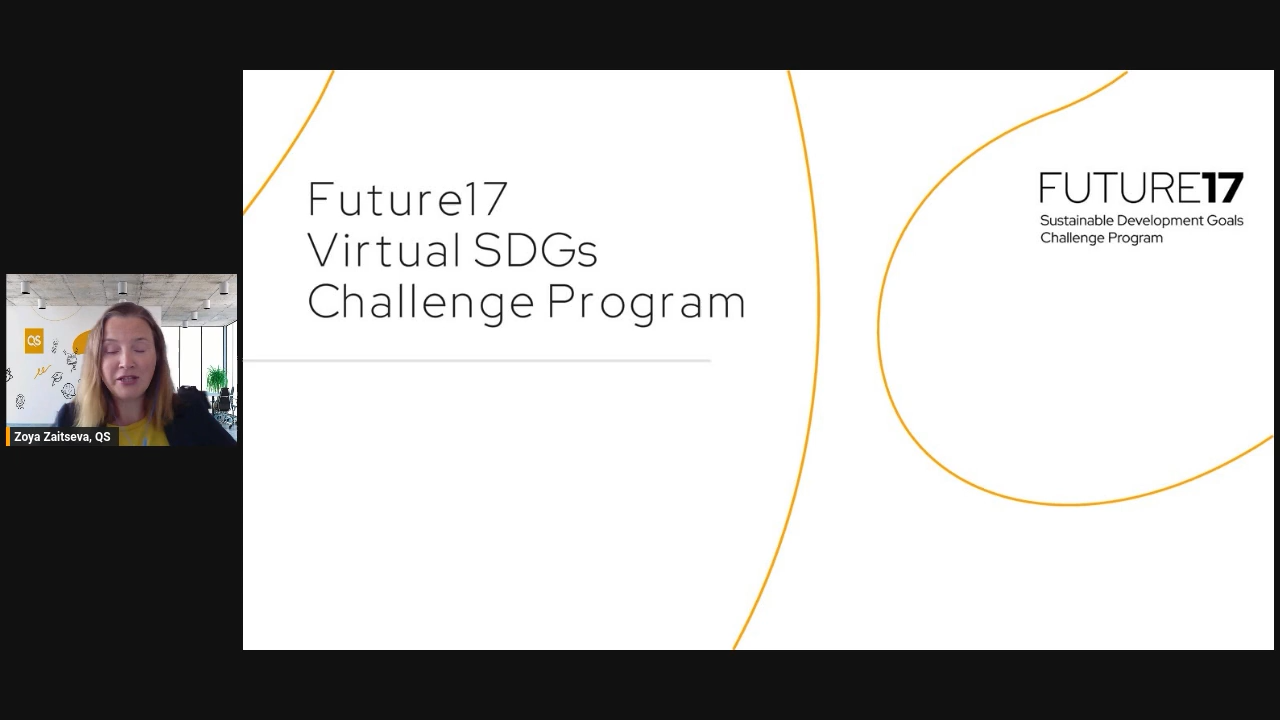 Future17
Virtual SDGs
Challenge Program
FUTURE17
Sustainable Development Goals
Challenge Program
QS
Zoya Zaitseva, QS